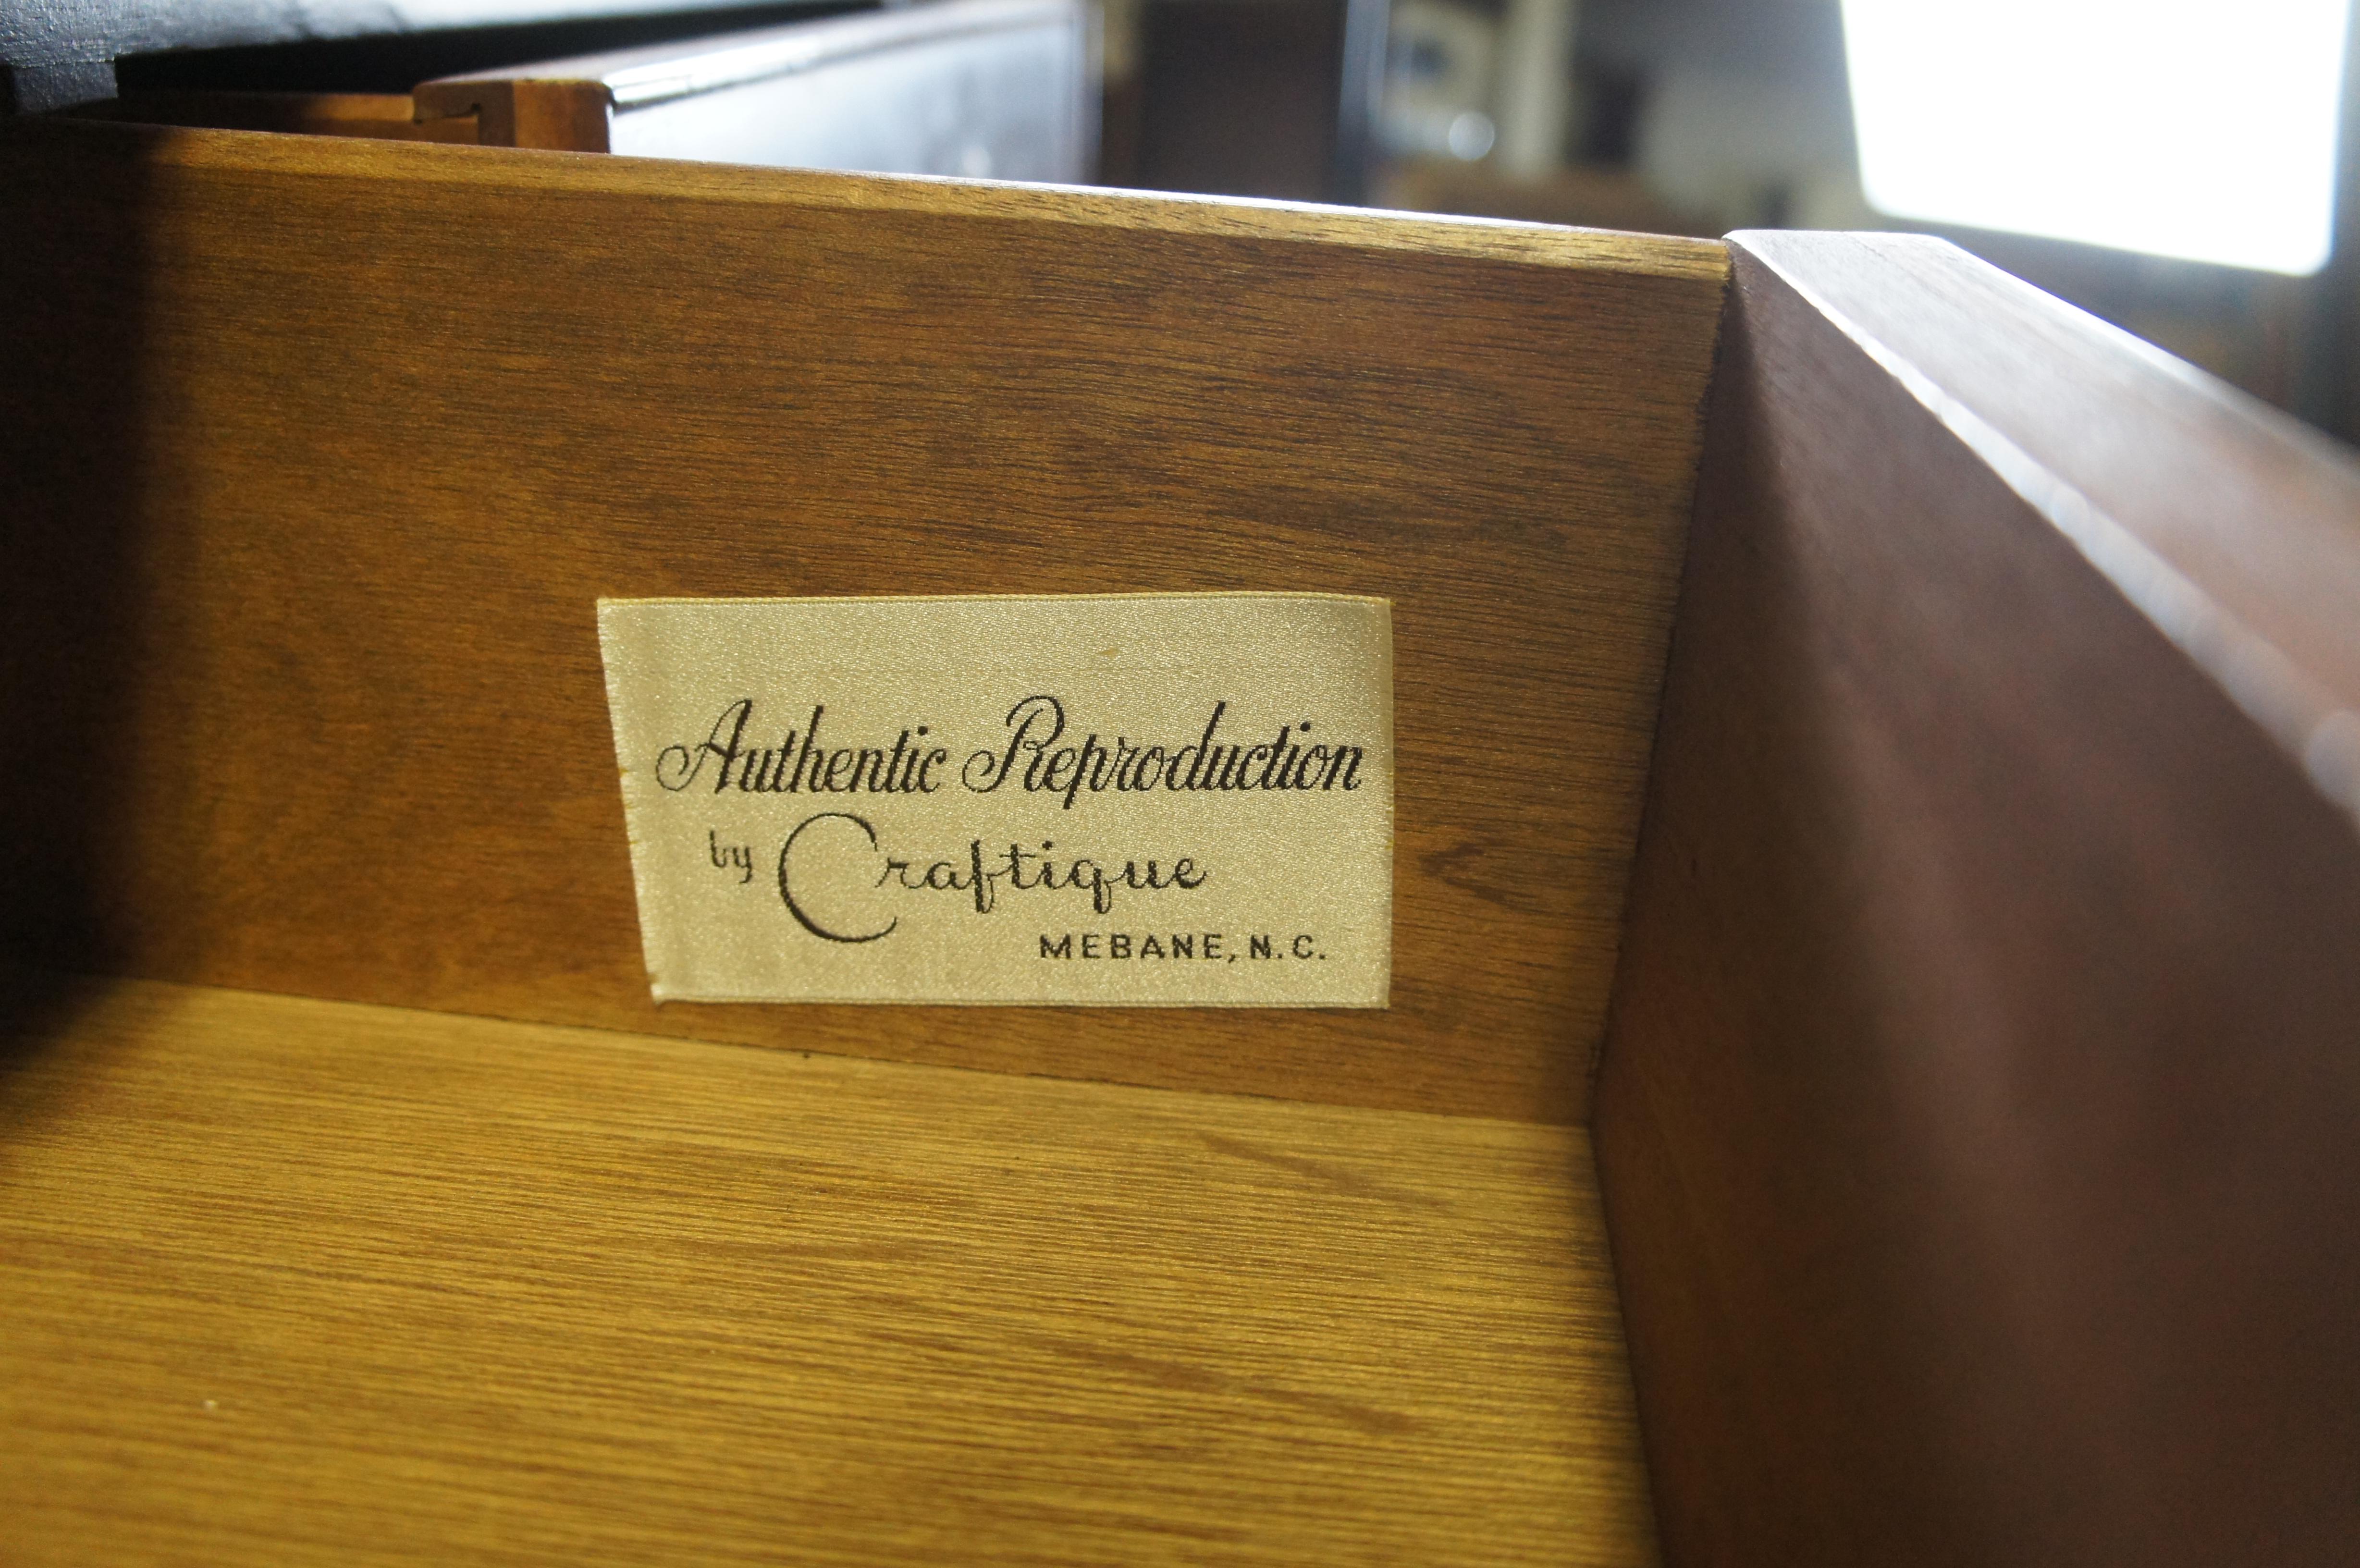 Authentic Reproduction
by Craftique
MEBANE, N.C.